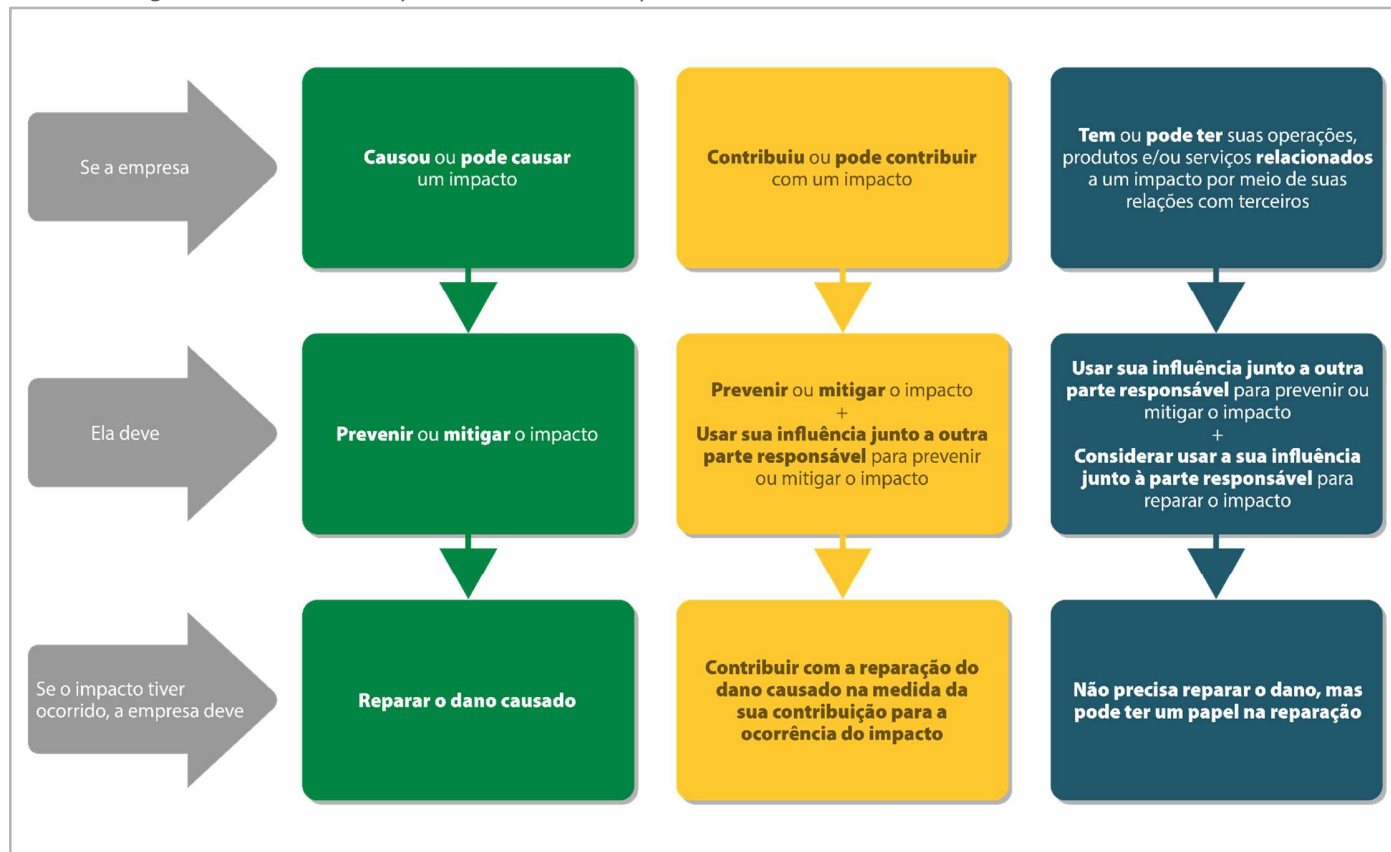 Se a empresa
Causou ou pode causar
um impacto
Contribuiu ou pode contribuir
com um impacto
Tem ou pode ter suas operações,
produtos e/ou serviços relacionados
a um impacto por meio de suas
relações com terceiros
Ela deve
Prevenir ou mitigar o impacto
Prevenir ou mitigar o impacto
+
Usar sua influência junto a outra
parte responsável para prevenir
ou mitigar o impacto
Usar sua influência junto a outra
parte responsável para prevenir ou
mitigar o impacto
+
Considerar usar a sua influência
junto à parte responsável para
reparar o impacto
Se o impacto tiver
ocorrido, a empresa deve
Reparar o dano causado
Contribuir com a reparação do
dano causado na medida da
sua contribuição para a
ocorrência do impacto
Não precisa reparar o dano, mas
pode ter um papel na reparação